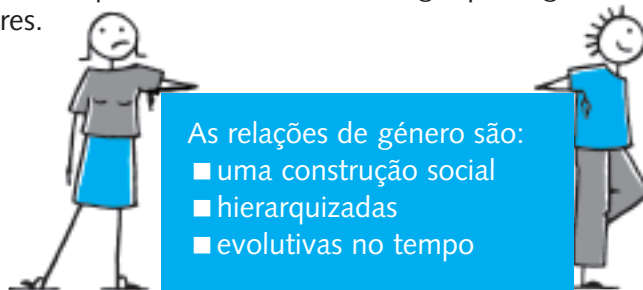 res.
As relações de género são:
■ uma construção social
■ hierarquizadas
■ evolutivas no tempo